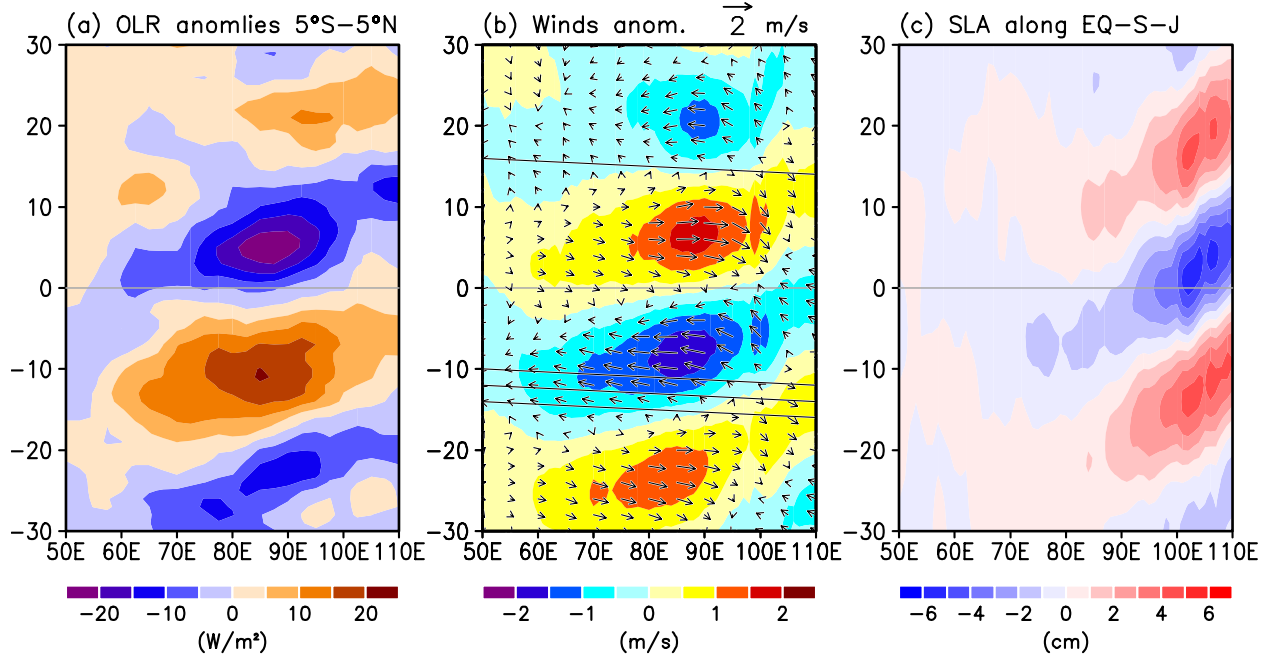 (a) OLR anomlies 5°S−5°N
(b) Winds anom. 2 m/s
(c) SLA along EQ−S−J
30 30 30
20 20 20
10 10 10
0 0 0
−10 −10 −10
−20 −20 −20
−30 −30 −30
50E 60E 70E 80E 90E 100E 110E 50E 60E 70E 80E 90E 100E 110E 50E 60E 70E 80E 90E 100E 110E
−20 −10 0 10 20 −2 −1 0 1 2 −6 −4 −2 0 2 4 6
(W/m²) (m/s) (cm)